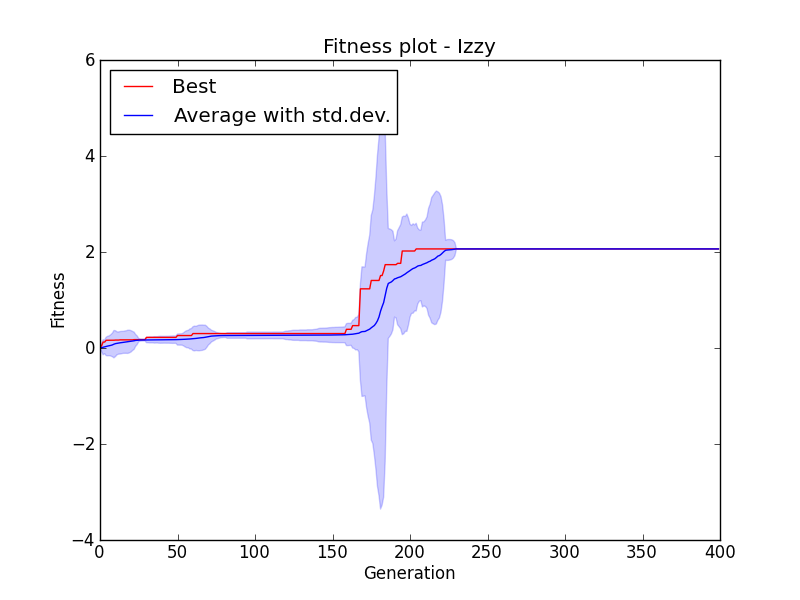 Fitness plot - Izzy
Best
Average with std.dev.
6
4
2
0
−2
−4
Fitness
0 50 100 150 200 250 300 350 400
Generation